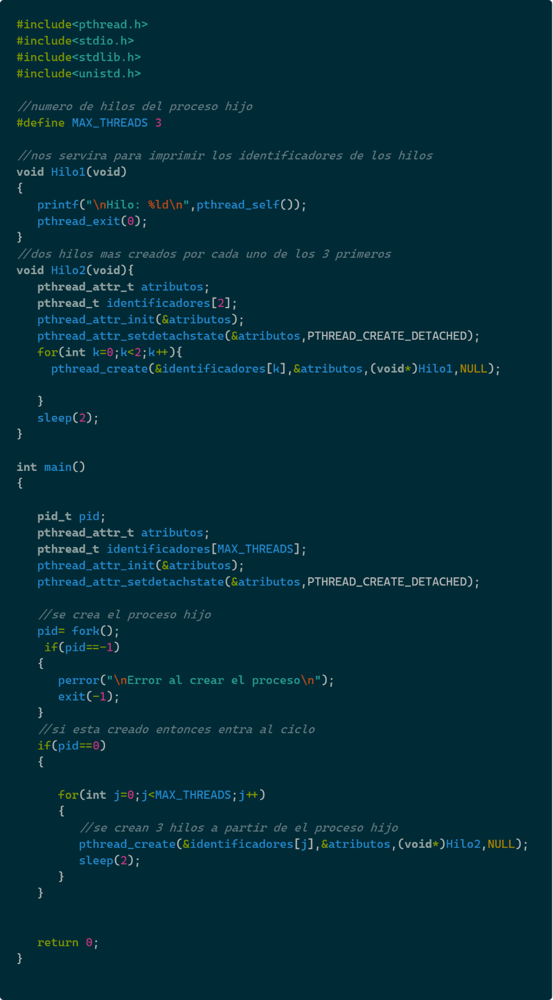 #include<pthread.h>
#include<stdio.h>
#include<stdlib.h>
#include<unistd.h>

//numero de hilos del proceso hijo
#define MAX_THREADS 3

//nos servira para imprimir los identificadores de los hilos
void Hilo1(void)
{
   printf("\nHilo: %ld\n",pthread_self());
   pthread_exit(0);
}
//dos hilos mas creados por cada uno de los 3 primeros
void Hilo2(void){
   pthread_attr_t atributos;
   pthread_t identificadores[2];
   pthread_attr_init(&atributos);
   pthread_attr_setdetachstate(&atributos,PTHREAD_CREATE_DETACHED);
   for(int k=0;k<2;k++){
     pthread_create(&identificadores[k],&atributos,(void*)Hilo1,NULL);

   }
   sleep(2);
}

int main()
{

   pid_t pid;
   pthread_attr_t atributos;
   pthread_t identificadores[MAX_THREADS];
   pthread_attr_init(&atributos);
   pthread_attr_setdetachstate(&atributos,PTHREAD_CREATE_DETACHED);

   //se crea el proceso hijo
   pid= fork();
    if(pid==-1)
   {
      perror("\nError al crear el proceso\n");
      exit(-1);
   }
   //si esta creado entonces entra al ciclo
   if(pid==0)
   {

      for(int j=0;j<MAX_THREADS;j++)
      {
         //se crean 3 hilos a partir de el proceso hijo
         pthread_create(&identificadores[j],&atributos,(void*)Hilo2,NULL);
         sleep(2);
      }
   }


   return 0;
}